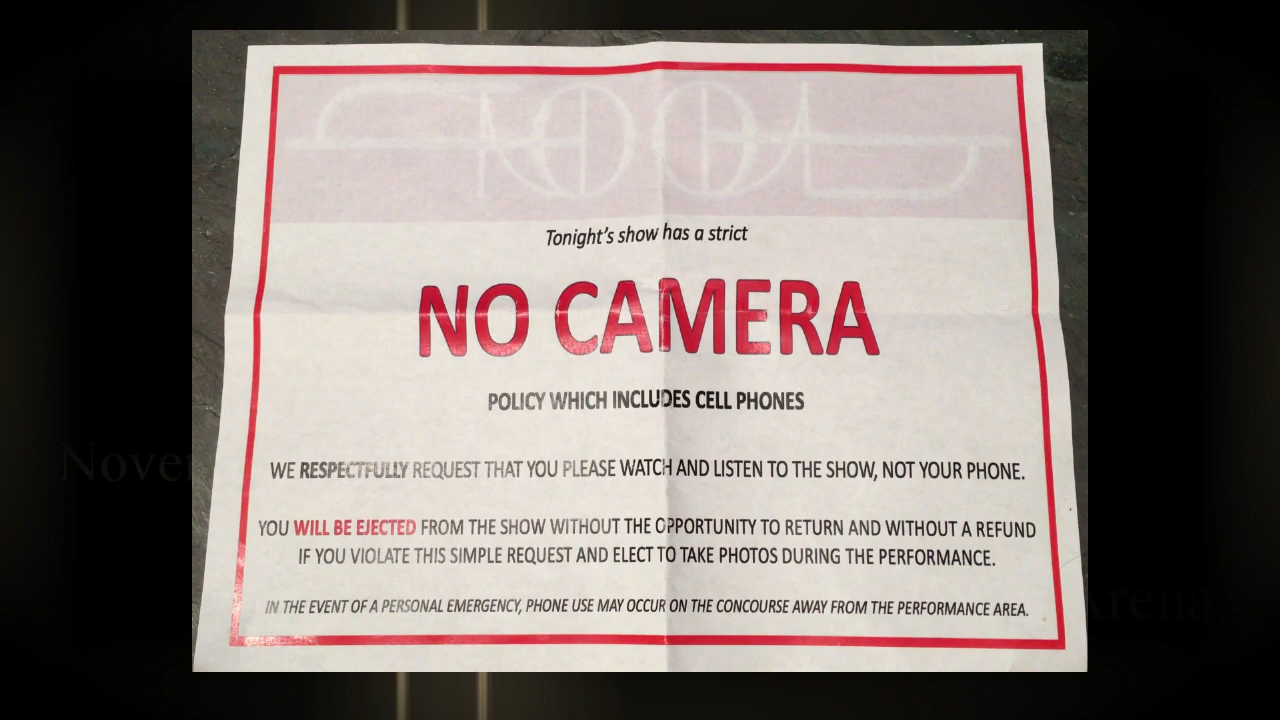 TOOL
Tonight's show has a strict
NO CAMERA
POLICY WHICH INCLUDES CELL PHONES
WE RESPECTFULLY REQUEST THAT YOU PLEASE WATCH AND LISTEN TO THE SHOW, NOT YOUR PHONE.
YOU WILL BE EJECTED FROM THE SHOW WITHOUT THE OPPORTUNITY TO RETURN AND WITHOUT A REFUND
IF YOU VIOLATE THIS SIMPLE REQUEST AND ELECT TO TAKE PHOTOS DURING THE PERFORMANCE.
IN THE EVENT OF A PERSONAL EMERGENCY, PHONE USE MAY OCCUR ON THE CONCOURSE AWAY FROM THE PERFORMANCE AREA.
Arena